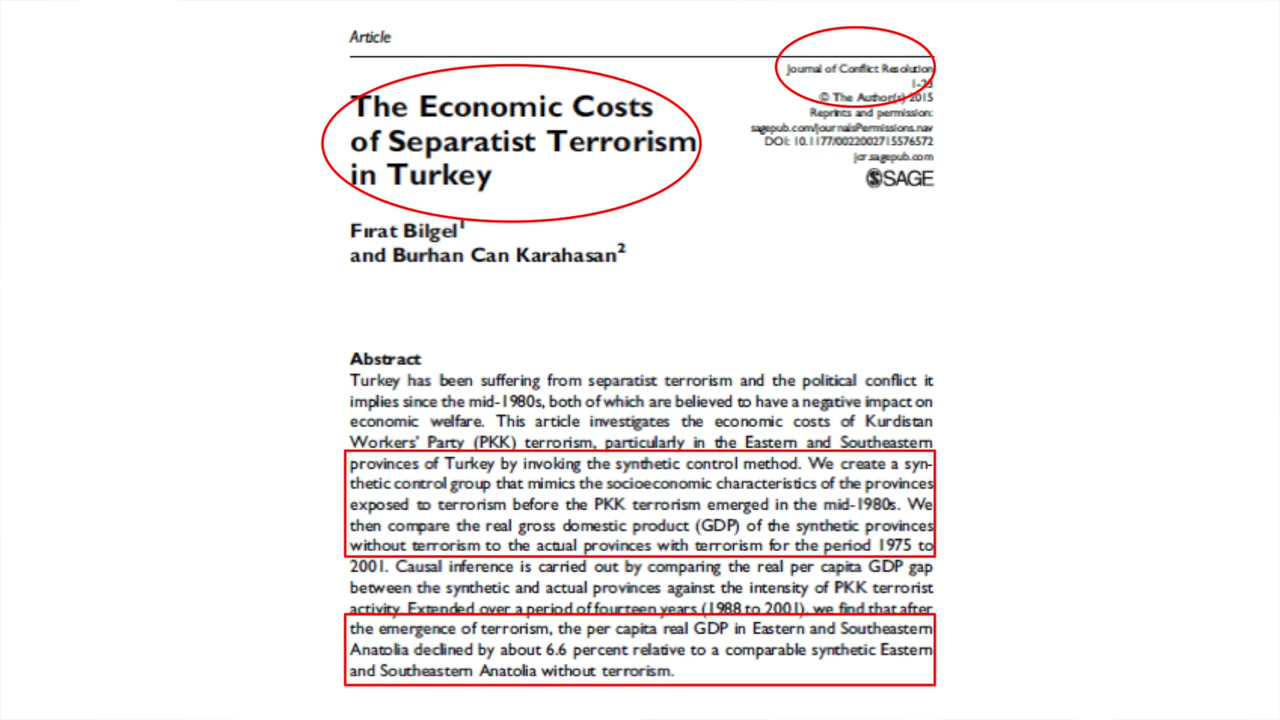 Article
Journal of Conflict Resolution
1-23
© The Author(s) 2015
Reprints and permission:
sagepub.com/journalsPermissions.nav
DOI: 10.1177/0022002715576572
jcr.sagepub.com
SAGE
The Economic Costs
of Separatist Terrorism
in Turkey
Fırat Bilgel1
and Burhan Can Karahasan2
Abstract
Turkey has been suffering from separatist terrorism and the political conflict it
implies since the mid-1980s, both of which are believed to have a negative impact on
economic welfare. This article investigates the economic costs of Kurdistan
Workers' Party (PKK) terrorism, particularly in the Eastern and Southeastern
provinces of Turkey by invoking the synthetic control method. We create a syn-
thetic control group that mimics the socioeconomic characteristics of the provinces
exposed to terrorism before the PKK terrorism emerged in the mid-1980s. We
then compare the real gross domestic product (GDP) of the synthetic provinces
without terrorism to the actual provinces with terrorism for the period 1975 to
2001. Causal inference is carried out by comparing the real per capita GDP gap
between the synthetic and actual provinces against the intensity of PKK terrorist
activity. Extended over a period of fourteen years (1988 to 2001), we find that after
the emergence of terrorism, the per capita real GDP in Eastern and Southeastern
Anatolia declined by about 6.6 percent relative to a comparable synthetic Eastern
and Southeastern Anatolia without terrorism.